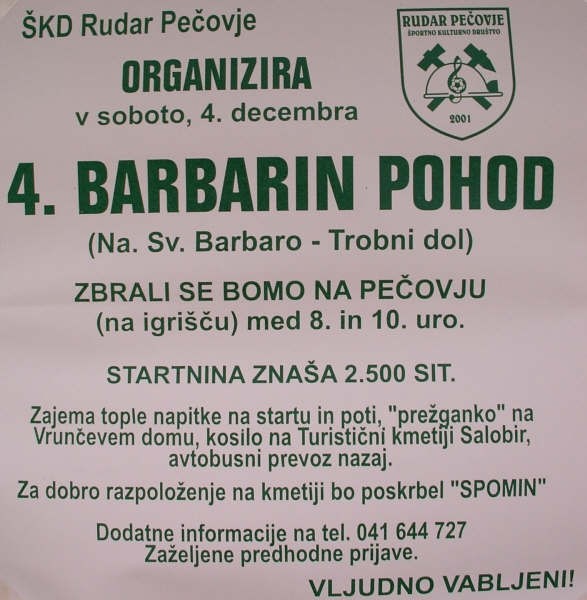 ŠKD Rudar Pečovje
RUDAR PEČOVJE
ŠPORTNO KULTURNO DRUŠTVO
2001
ORGANIZIRA
v soboto, 4. decembra
4. BARBARIN POHOD
(Na. Sv. Barbaro - Trobni dol)
ZBRALI SE BOMO NA PEČOVJU
(na igrišču) med 8. in 10. uro.
STARTNINA ZNAŠA 2.500 SIT.
Zajema tople napitke na startu in poti, "prežganko" na
Vrunčevem domu, kosilo na Turistični kmetiji Salobir,
avtobusni prevoz nazaj.
Za dobro razpoloženje na kmetiji bo poskrbel "SPOMIN"
Dodatne informacije na tel. 041 644 727
Zaželjene predhodne prijave.
VLJUDNO VABLJENI!